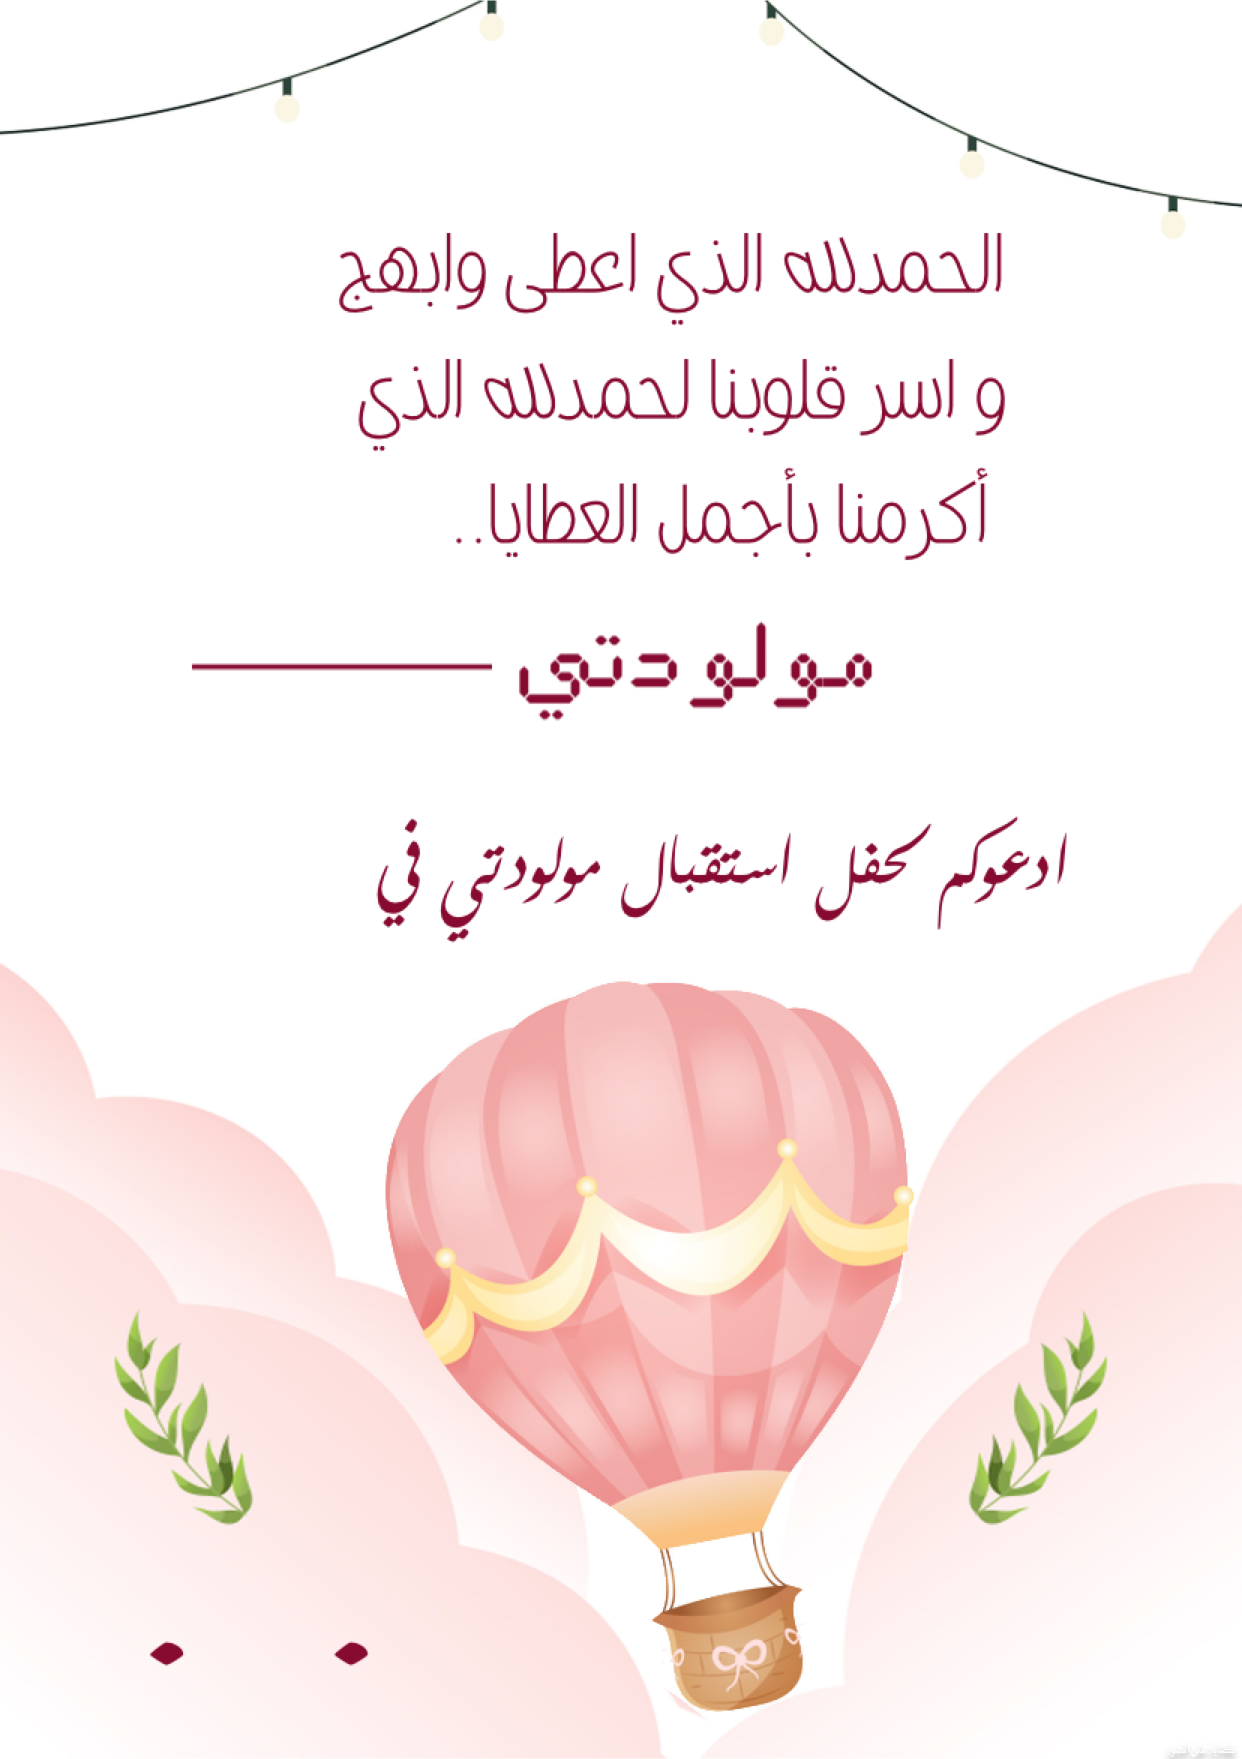 الحمدلله الذي اعطى وابهج
و اسر قلوبنا لحمدلله الذي
أكرمنا بأجمل العطايا..
مولودتي
ادعوكم لحفل استقبال مولودتي في